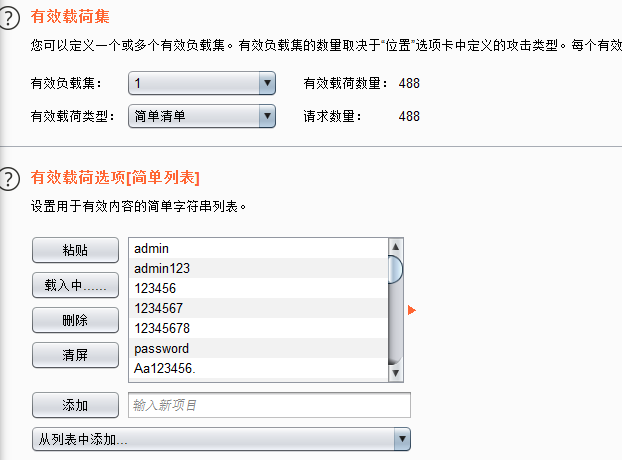 有效载荷集
您可以定义一个或多个有效负载集。有效负载集的数量取决于“位置”选项卡中定义的攻击类型。每个有效
有效负载集： 1 有效载荷数量： 488
有效载荷类型： 简单清单 请求数量： 488
有效载荷选项[简单列表]
设置用于有效内容的简单字符串列表。
粘贴 admin
admin123
载入中...... 123456
1234567
删除 12345678
清屏 password
Aa123456.
添加 输入新项目
从列表中添加...